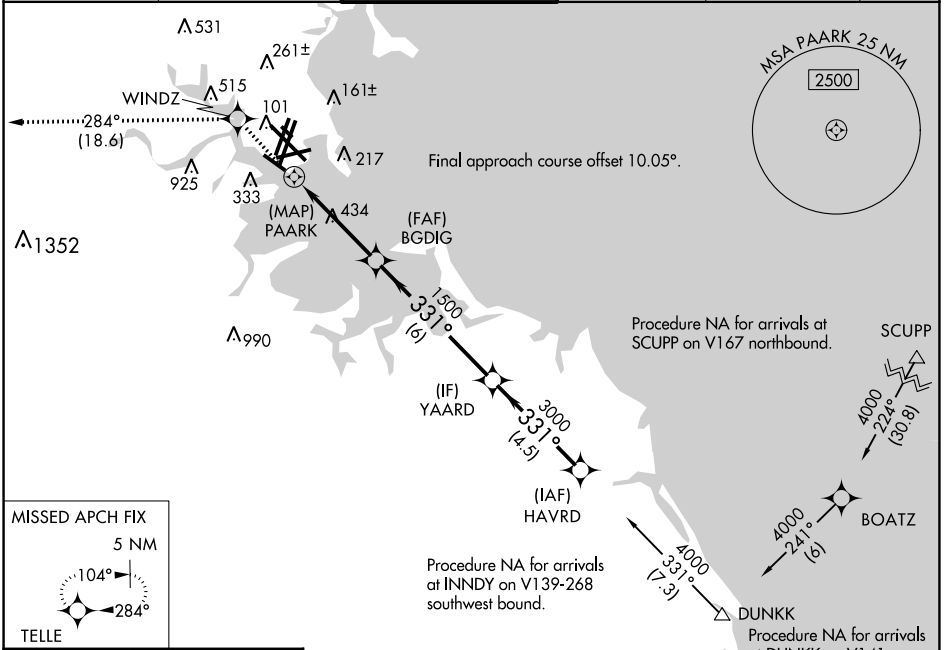 531
261±
515
161±
WINDZ
101
284°
(18.6)
217
925
333
(MAP)
PAARK
434
1352
990
Final approach course offset 10.05°.
MSA PAARK 25 NM
2500
(FAF)
BGDIG
1500
331°
(6)
(IF)
YAARD
3000
331°
(4.5)
(IAF)
HAVRD
Procedure NA for arrivals at
SCUPP on V167 northbound.
SCUPP
4000
224°
(30.8)
BOATZ
4000
241°
(6)
4000
331°
(7.3)
DUNKK
Procedure NA for arrivals
at INNDY on V139-268
southwest bound.
Procedure NA for arrivals
MISSED APCH FIX
5 NM
104°
284°
TELLE